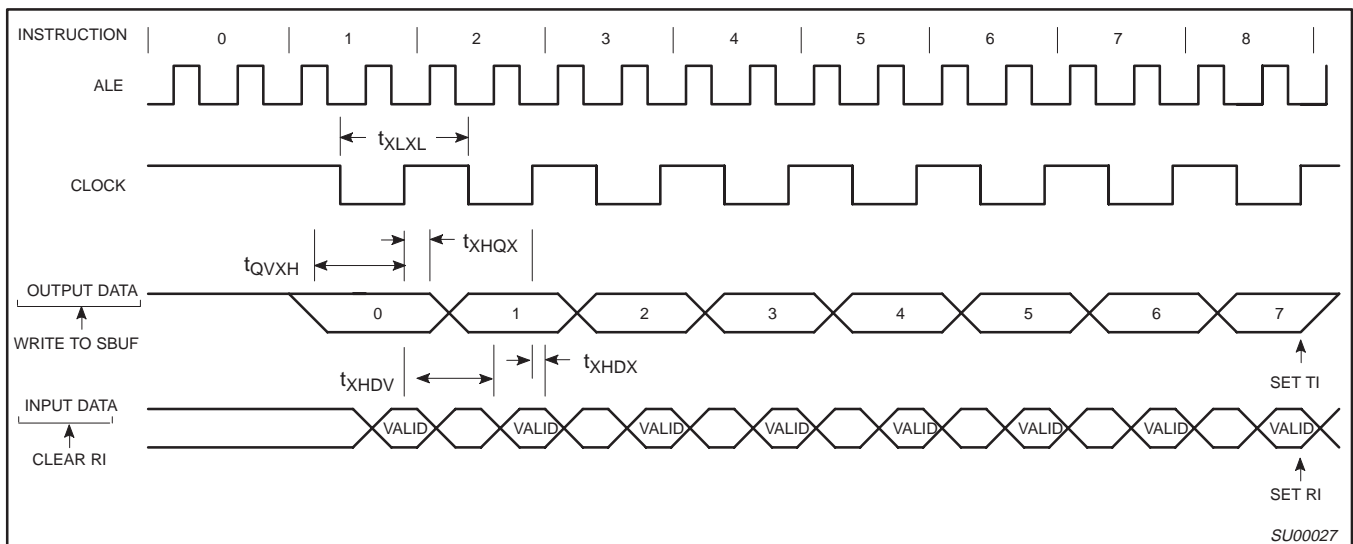 INSTRUCTION 0 1 2 3 4 5 6 7 8
ALE
tXLXL
CLOCK
tXHQX
tQVXH
OUTPUT DATA
0 1 2 3 4 5 6 7
WRITE TO SBUF
tXHDX
tXHDV
SET TI
INPUT DATA
VALID VALID VALID VALID VALID VALID VALID VALID
CLEAR RI
SET RI
SU00027